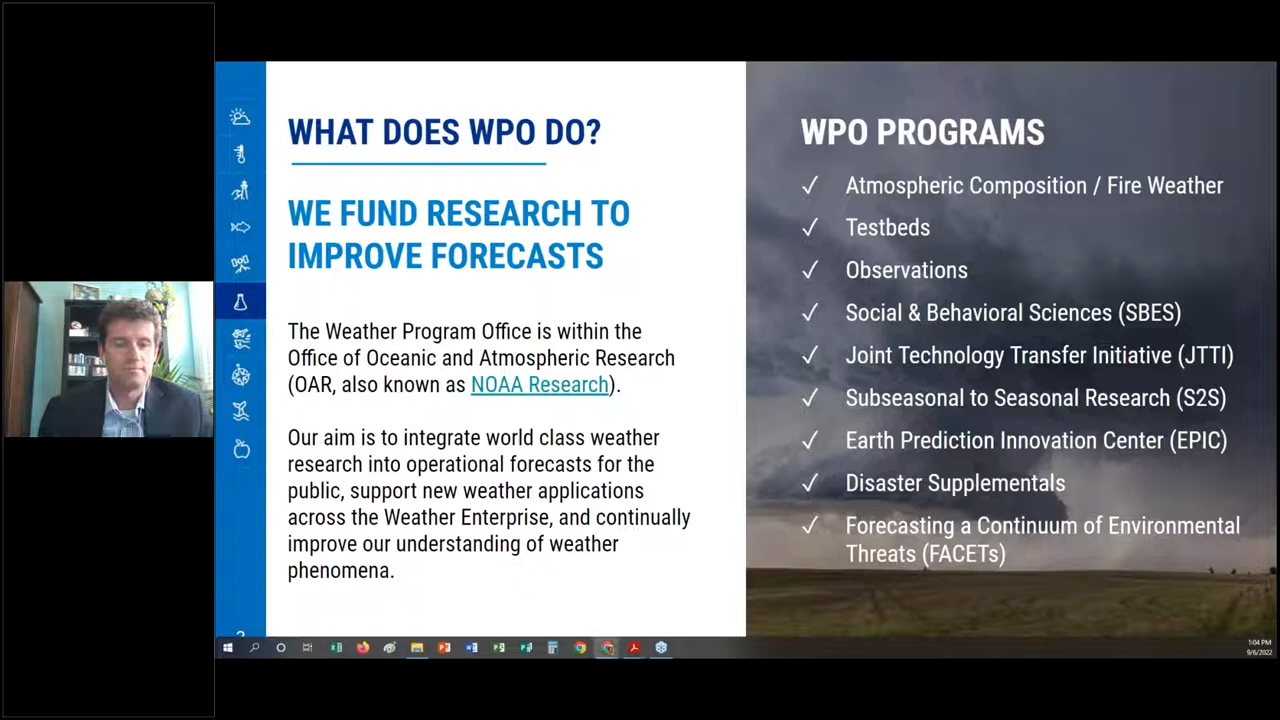 WHAT DOES WPO DO?
WE FUND RESEARCH TO
IMPROVE FORECASTS
The Weather Program Office is within the
Office of Oceanic and Atmospheric Research
(OAR, also known as NOAA Research).
Our aim is to integrate world class weather
research into operational forecasts for the
public, support new weather applications
across the Weather Enterprise, and continually
improve our understanding of weather
phenomena.
WPO PROGRAMS
✓ Atmospheric Composition / Fire Weather
✓ Testbeds
✓ Observations
✓ Social & Behavioral Sciences (SBES)
✓ Joint Technology Transfer Initiative (JTTI)
✓ Subseasonal to Seasonal Research (S2S)
✓ Earth Prediction Innovation Center (EPIC)
✓ Disaster Supplementals
✓ Forecasting a Continuum of Environmental
Threats (FACETs)
1:04 PM
9/6/2022